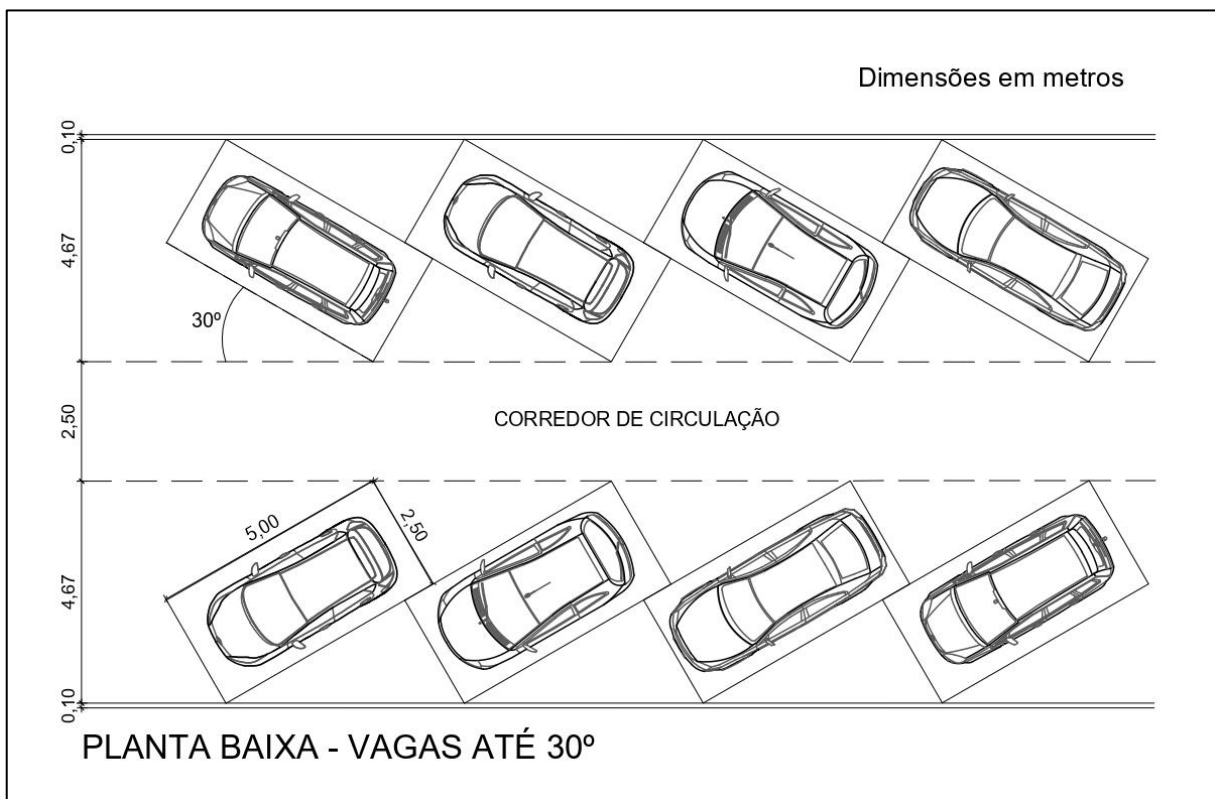 Dimensões em metros
0,10
4,67
30º
2,50
CORREDOR DE CIRCULAÇÃO
5,00
2,50
4,67
0,10
PLANTA BAIXA - VAGAS ATÉ 30º